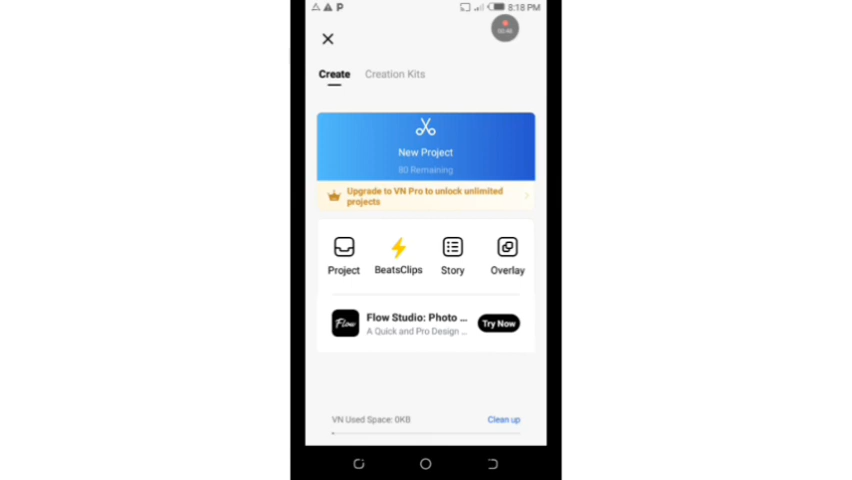 P 8:18 PM
Create Creation Kits
New Project
80 Remaining
Upgrade to VN Pro to unlock unlimited
projects
Project BeatsClips Story Overlay
Flow
Flow Studio: Photo ...
A Quick and Pro Design ...
Try Now
VN Used Space: 0KB Clean up